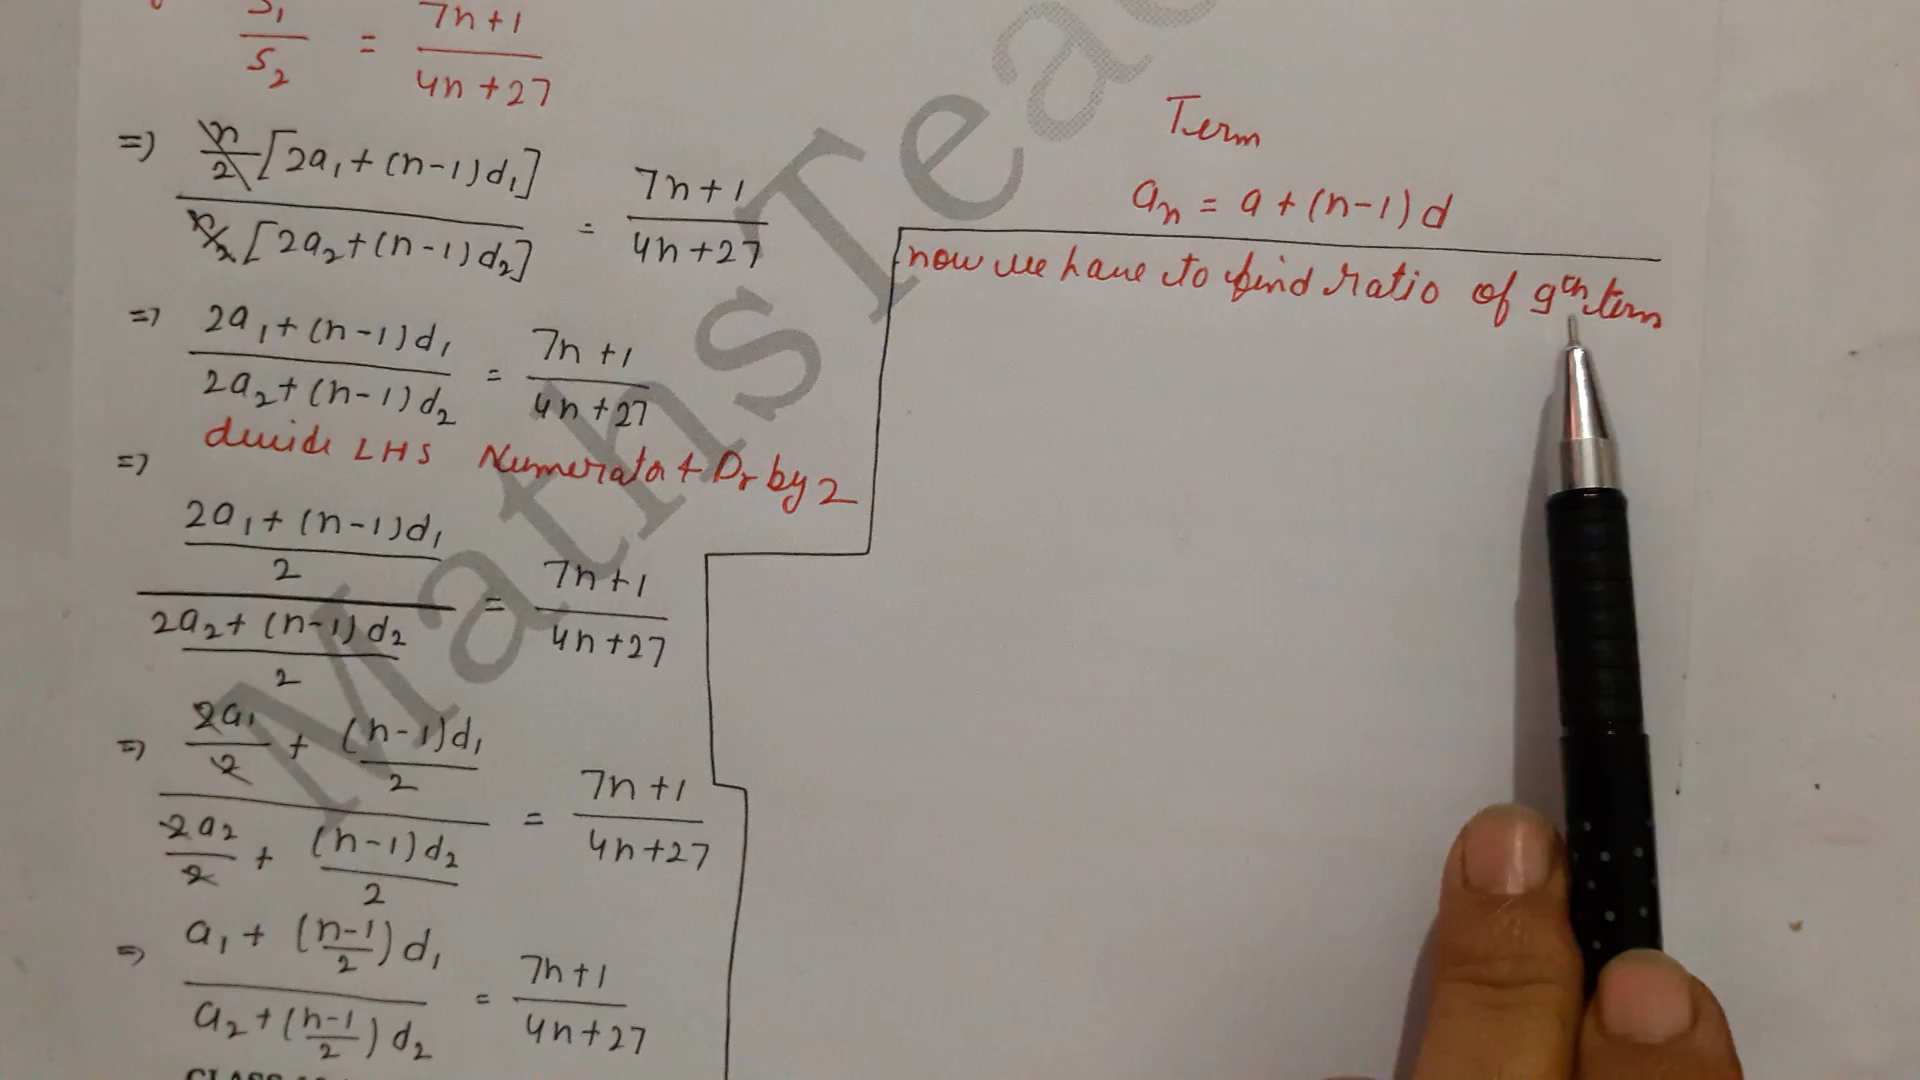 S1/S2 = 7n+1/4n+27
=) n/2[2a1+(n-1)d1] / n/2[2a2+(n-1)d2] = 7n+1/4n+27
=) 2a1+(n-1)d1 / 2a2+(n-1)d2 = 7n+1/4n+27
=) devide LHS Numerator + Dr by 2
2a1+(n-1)d1/2 / 2a2+(n-1)d2/2 = 7n+1/4n+27
=) 2a1/2 + (n-1)d1/2 / 2a2/2 + (n-1)d2/2 = 7n+1/4n+27
=) a1+(n-1/2)d1 / a2+(n-1/2)d2 = 7n+1/4n+27
Term
an = a+(n-1)d
now we have to find ratio of 9th term
Maths